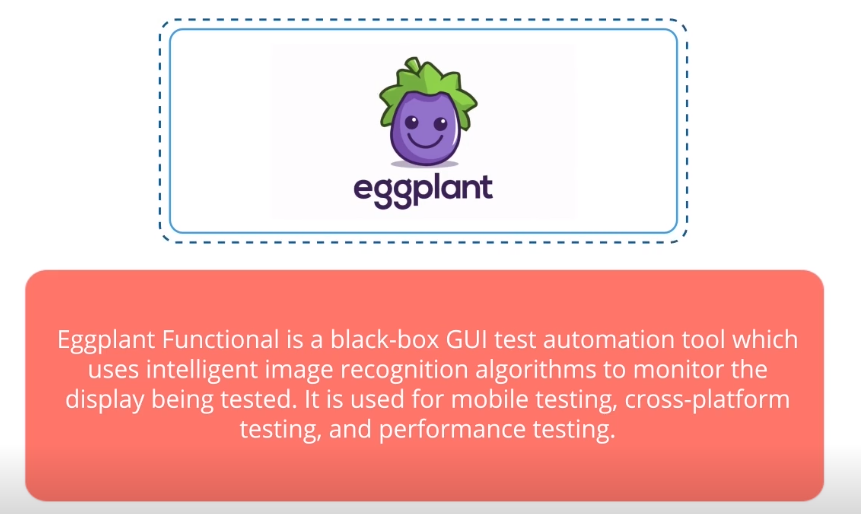 eggplant
Eggplant Functional is a black-box GUI test automation tool which
uses intelligent image recognition algorithms to monitor the
display being tested. It is used for mobile testing, cross-platform
testing, and performance testing.